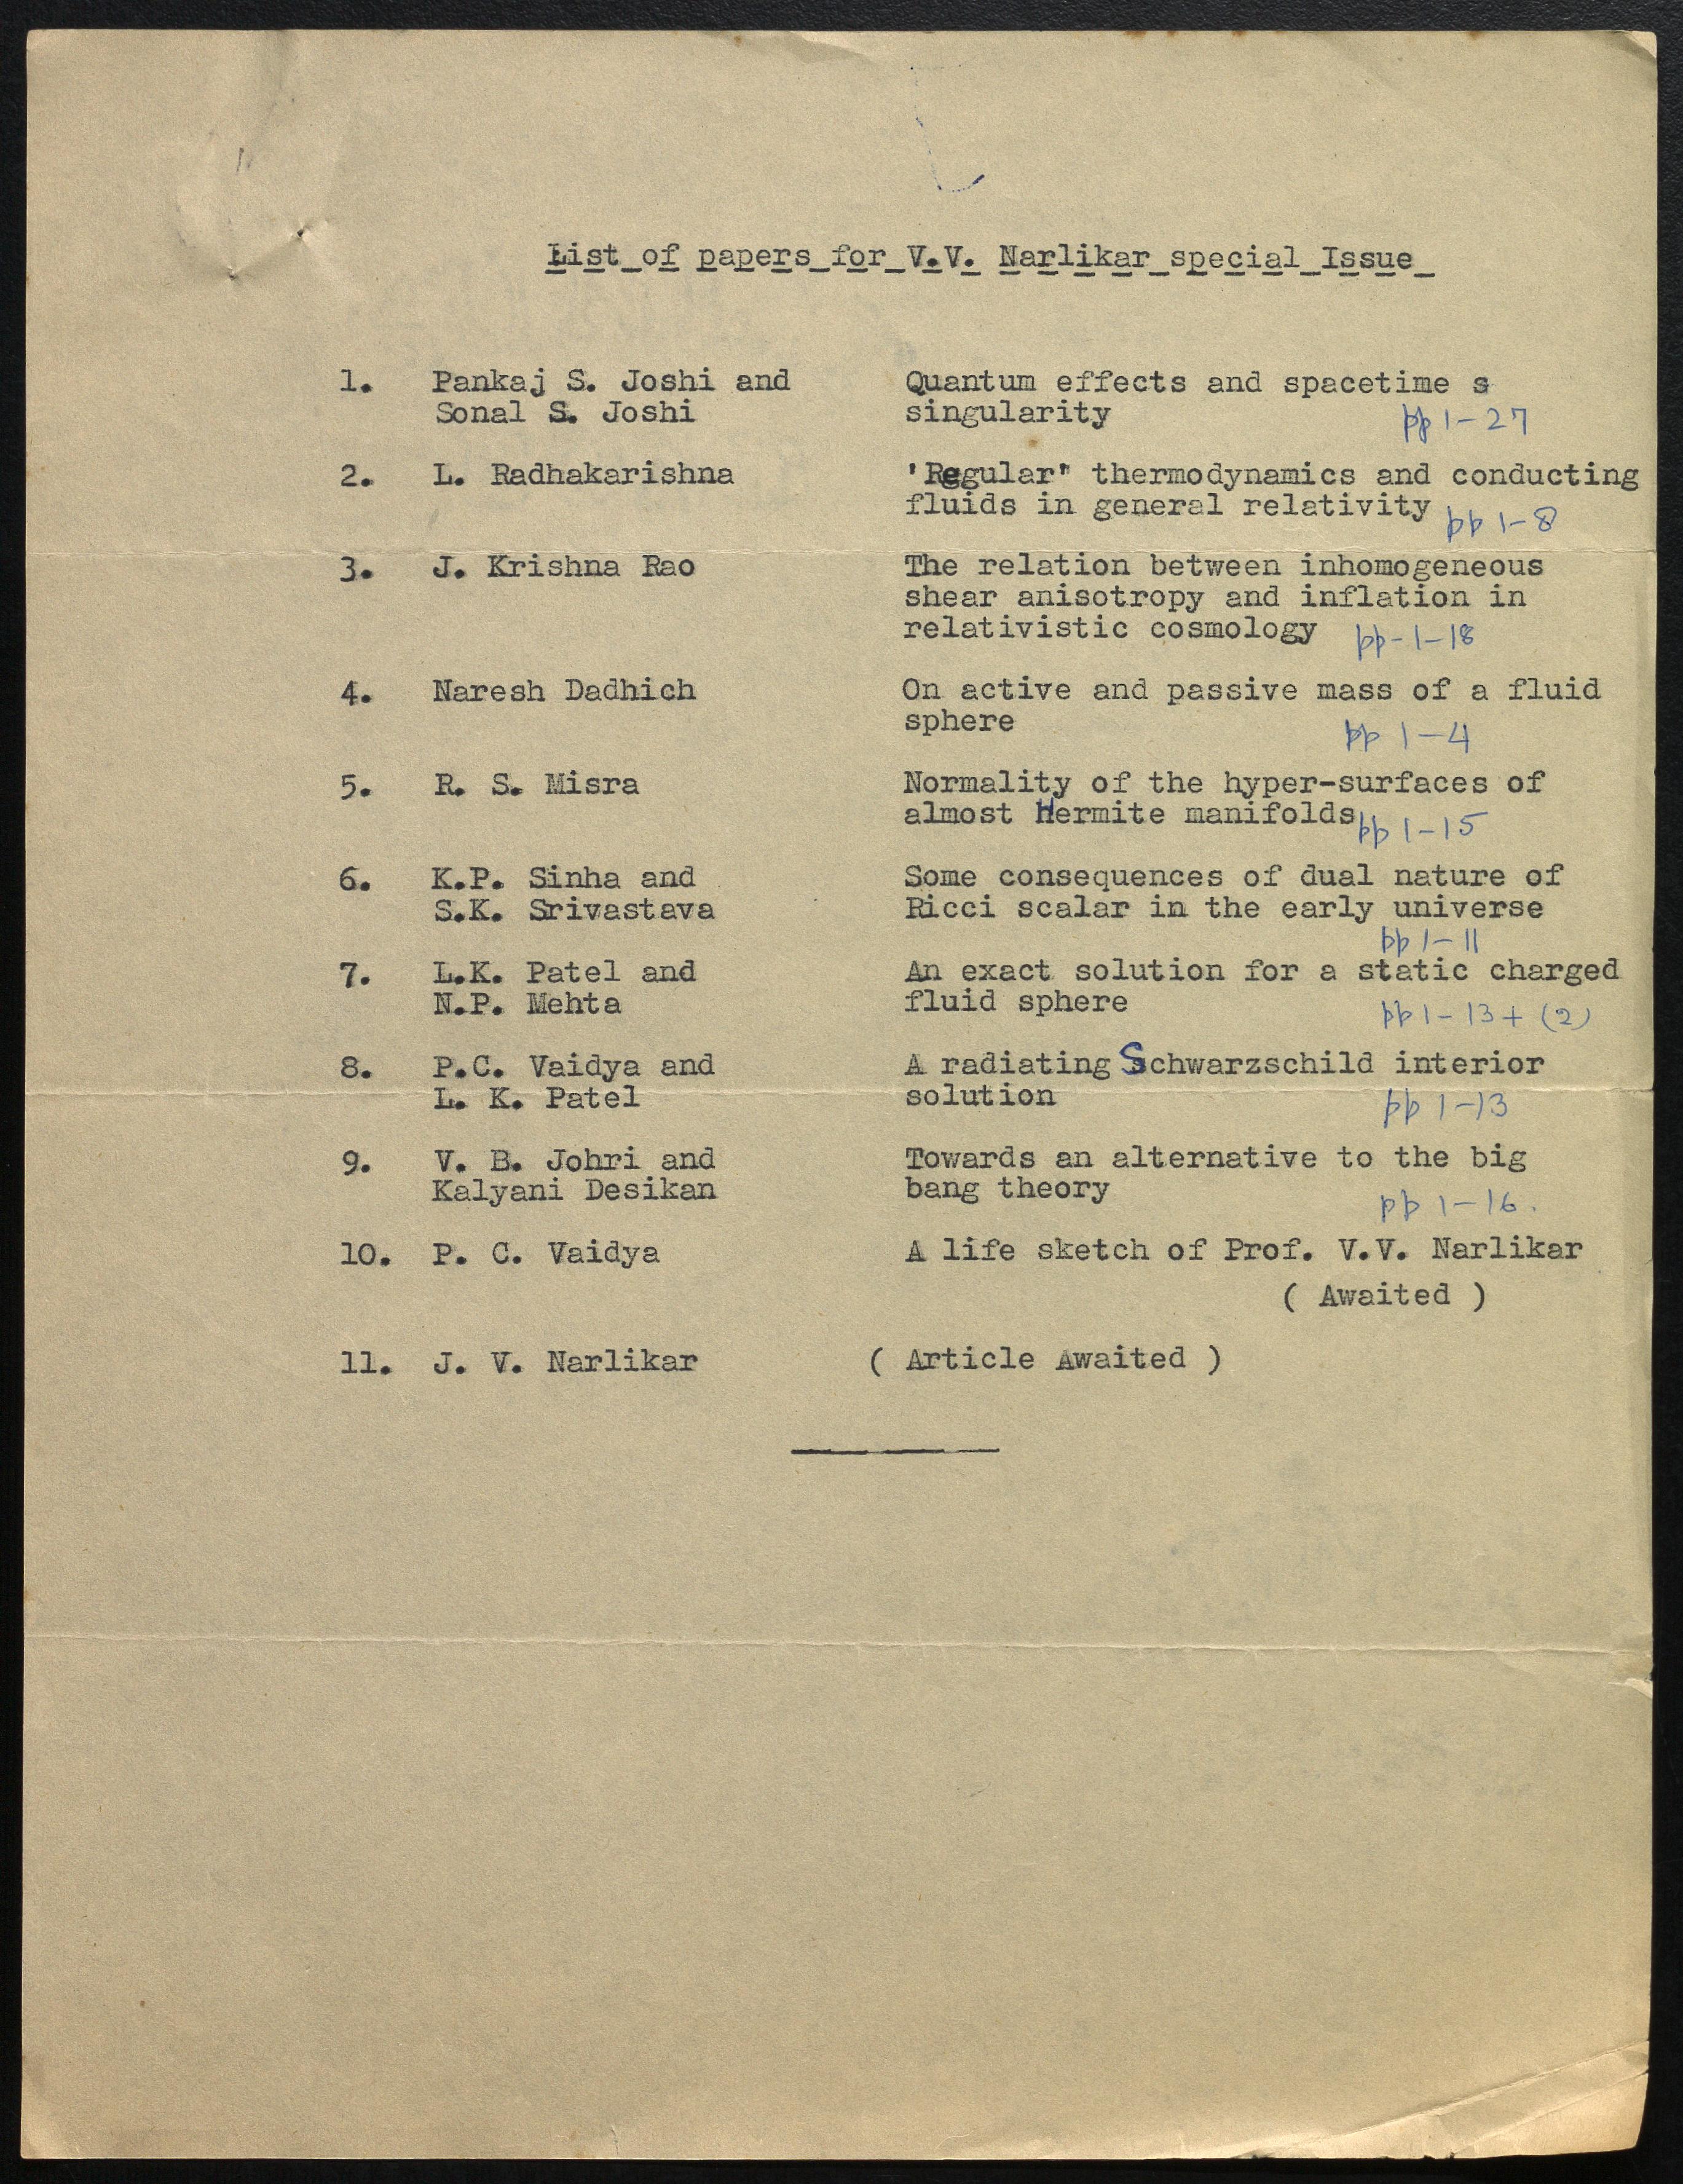 List of papers for V.V. Narlikar special Issue
1. Pankaj S. Joshi and Quantum effects and spacetime s
Sonal S. Joshi singularity pp 1-27
2. L. Radhakarishna 'Regular" thermodynamics and conducting
fluids in general relativity pp 1-8
3. J. Krishna Rao The relation between inhomogeneous
shear anisotropy and inflation in
relativistic cosmology pp-1-18
4. Naresh Dadhich On active and passive mass of a fluid
sphere pp 1-4
5. R. S. Misra Normality of the hyper-surfaces of
almost Hermite manifolds pp 1-15
6. K.P. Sinha and Some consequences of dual nature of
S.K. Srivastava Ricci scalar in the early universe
pp 1-11
7. L.K. Patel and An exact solution for a static charged
N.P. Mehta fluid sphere pp 1-13+(2)
8. P.C. Vaidya and A radiating Schwarzschild interior
L. K. Patel solution pp 1-13
9. V. B. Johri and Towards an alternative to the big
Kalyani Desikan bang theory pp 1-16.
10. P. C. Vaidya A life sketch of Prof. V.V. Narlikar
( Awaited )
11. J. V. Narlikar ( Article Awaited )